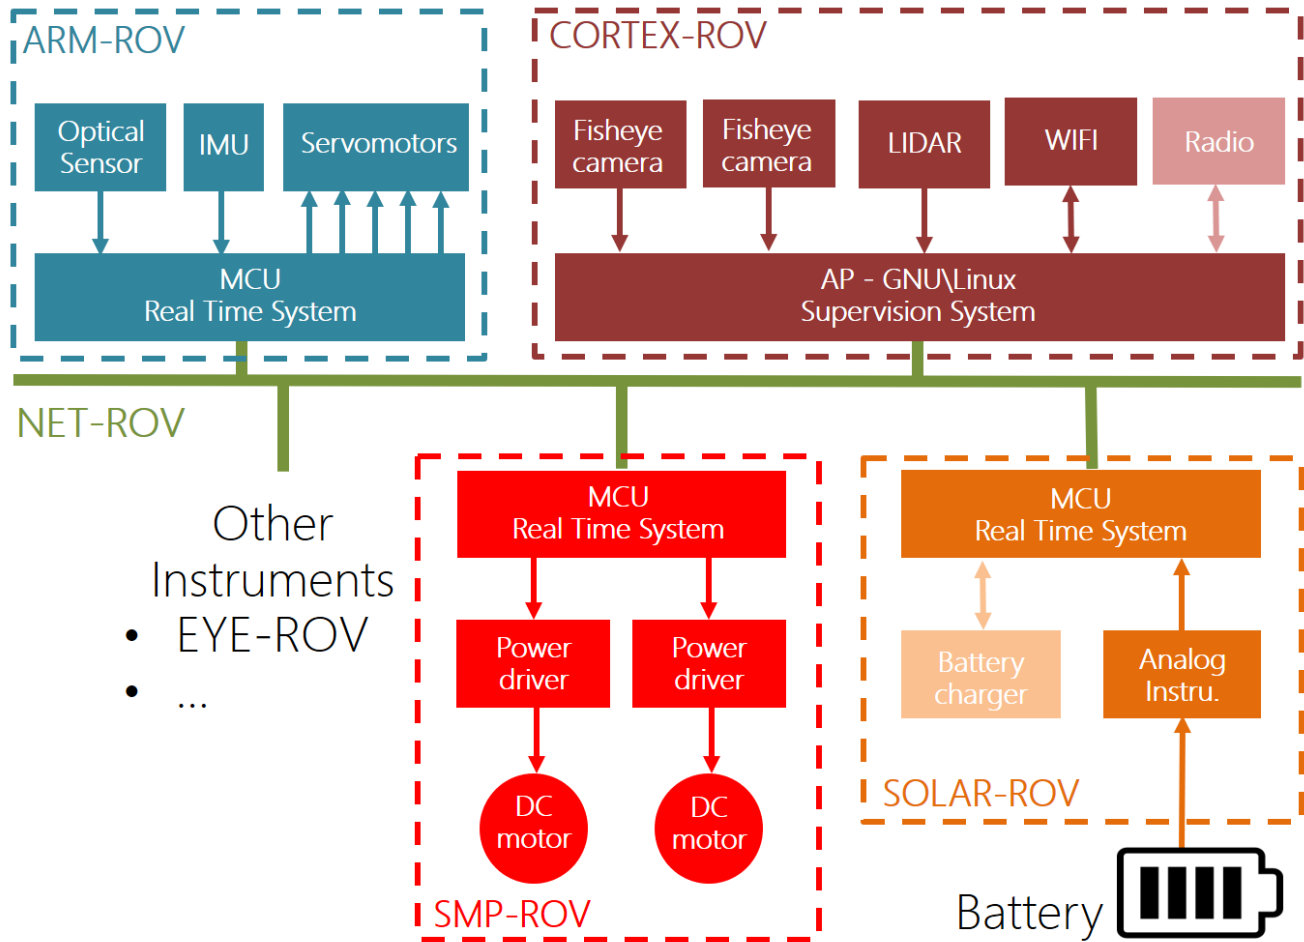 ARM-ROV
Optical
Sensor
IMU
Servomotors
MCU
Real Time System
CORTEX-ROV
Fisheye
camera
Fisheye
camera
LIDAR
WIFI
Radio
AP - GNU\Linux
Supervision System
NET-ROV
Other
Instruments
• EYE-ROV
• ...
MCU
Real Time System
Power
driver
Power
driver
DC
motor
DC
motor
SMP-ROV
MCU
Real Time System
Battery
charger
Analog
Instru.
SOLAR-ROV
Battery